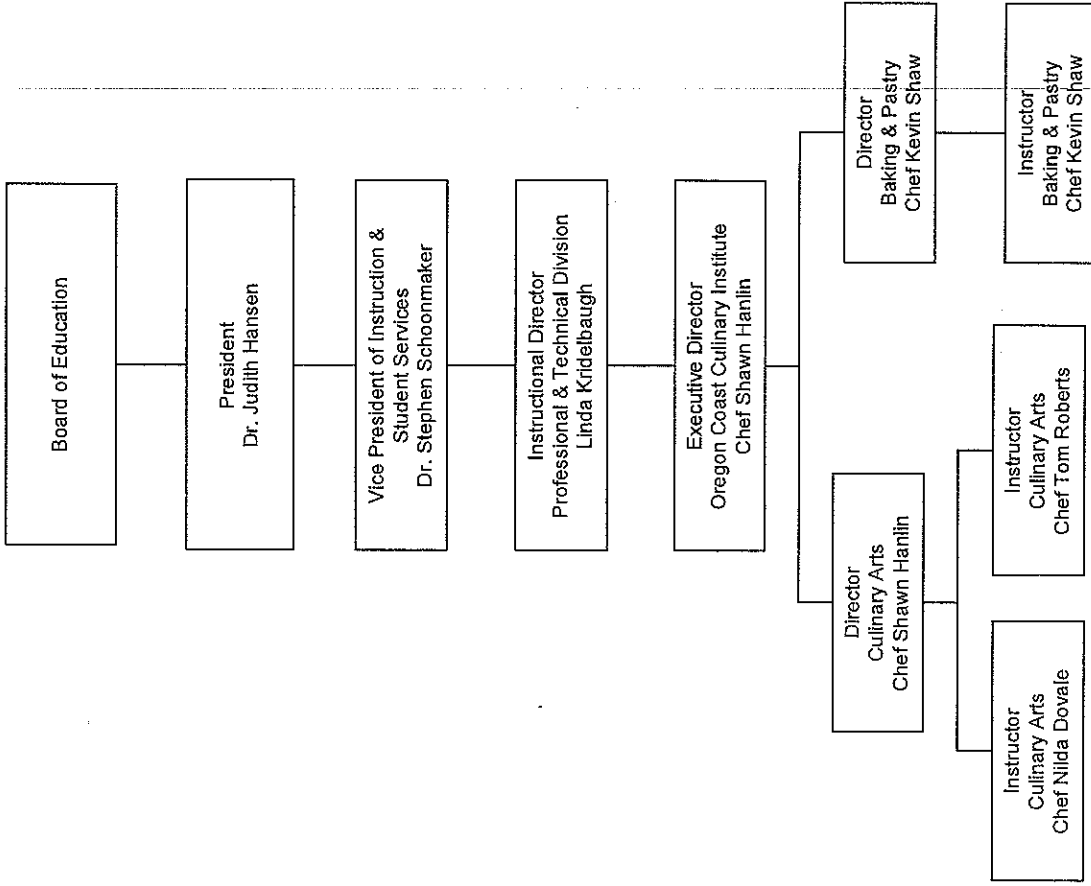 Board of Education
President
Dr. Judith Hansen
Vice President of Instruction &
Student Services
Dr. Stephen Schoonmaker
Instructional Director
Professional & Technical Division
Linda Kridelbaugh
Executive Director
Oregon Coast Culinary Institute
Chef Shawn Hanlin
Director
Culinary Arts
Chef Shawn Hanlin
Director
Baking & Pastry
Chef Kevin Shaw
Instructor
Culinary Arts
Chef Nilda Dovale
Instructor
Culinary Arts
Chef Tom Roberts
Instructor
Baking & Pastry
Chef Kevin Shaw